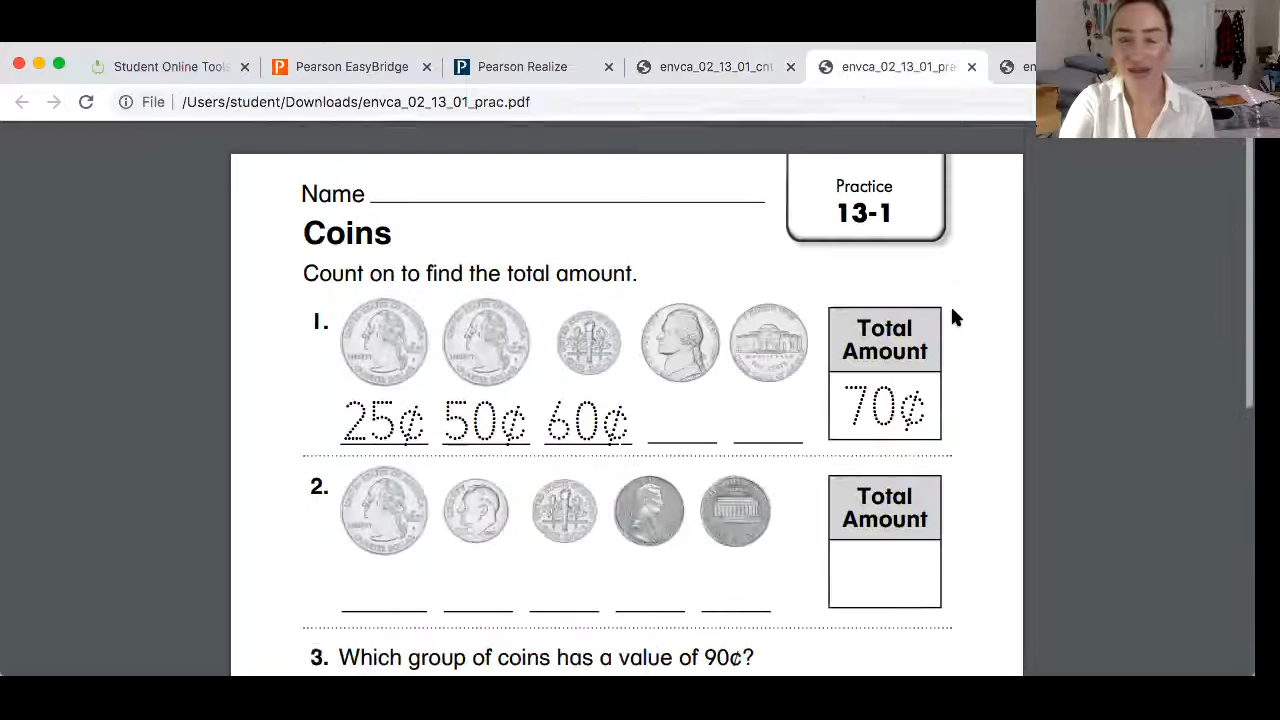 Student Online Tools
Pearson EasyBridge
Pearson Realize
envca_02_13_01_cnt
envca_02_13_01_pra
File
/Users/student/Downloads/envca_02_13_01_prac.pdf
Name
Practice
13-1
Coins
Count on to find the total amount.
1.
Total
Amount
25¢ 50¢ 60¢
70¢
2.
Total
Amount
3. Which group of coins has a value of 90¢?